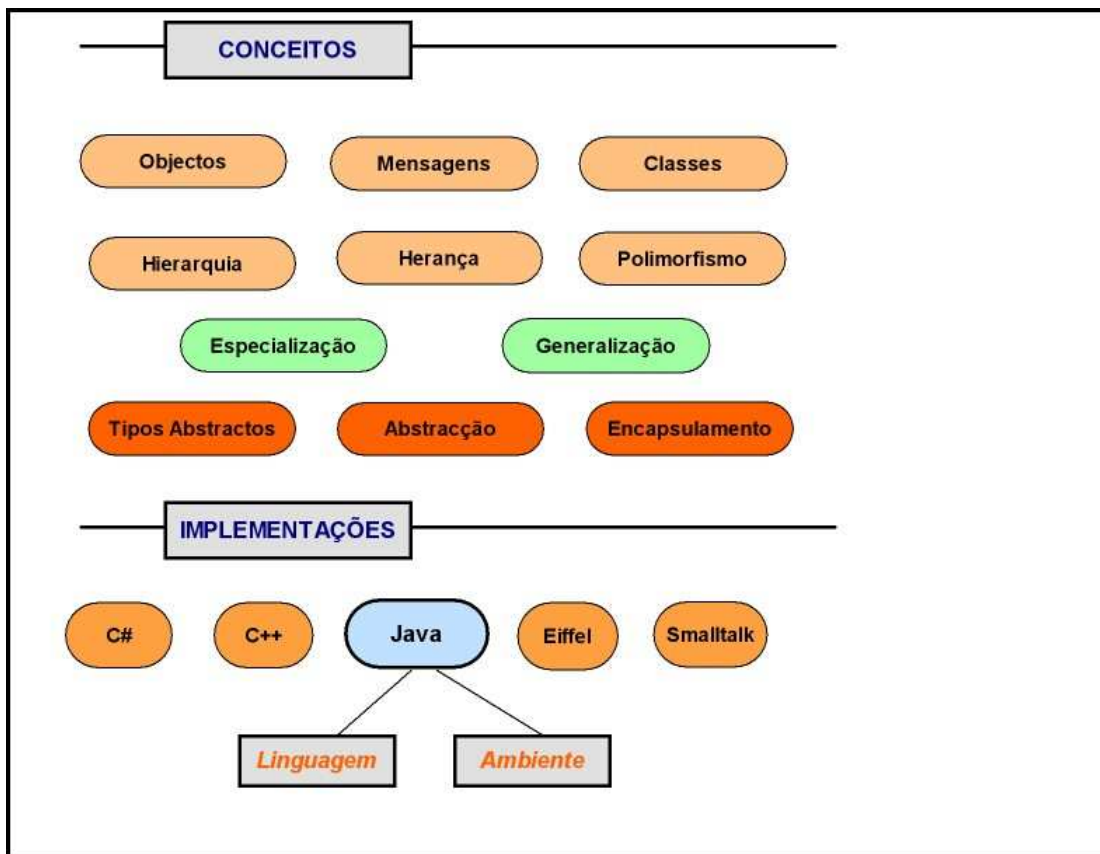 CONCEITOS
Objectos
Mensagens
Classes
Hierarquia
Herança
Polimorfismo
Especialização
Generalização
Tipos Abstractos
Abstracção
Encapsulamento
IMPLEMENTAÇÕES
C#
C++
Java
Eiffel
Smalltalk
Linguagem
Ambiente